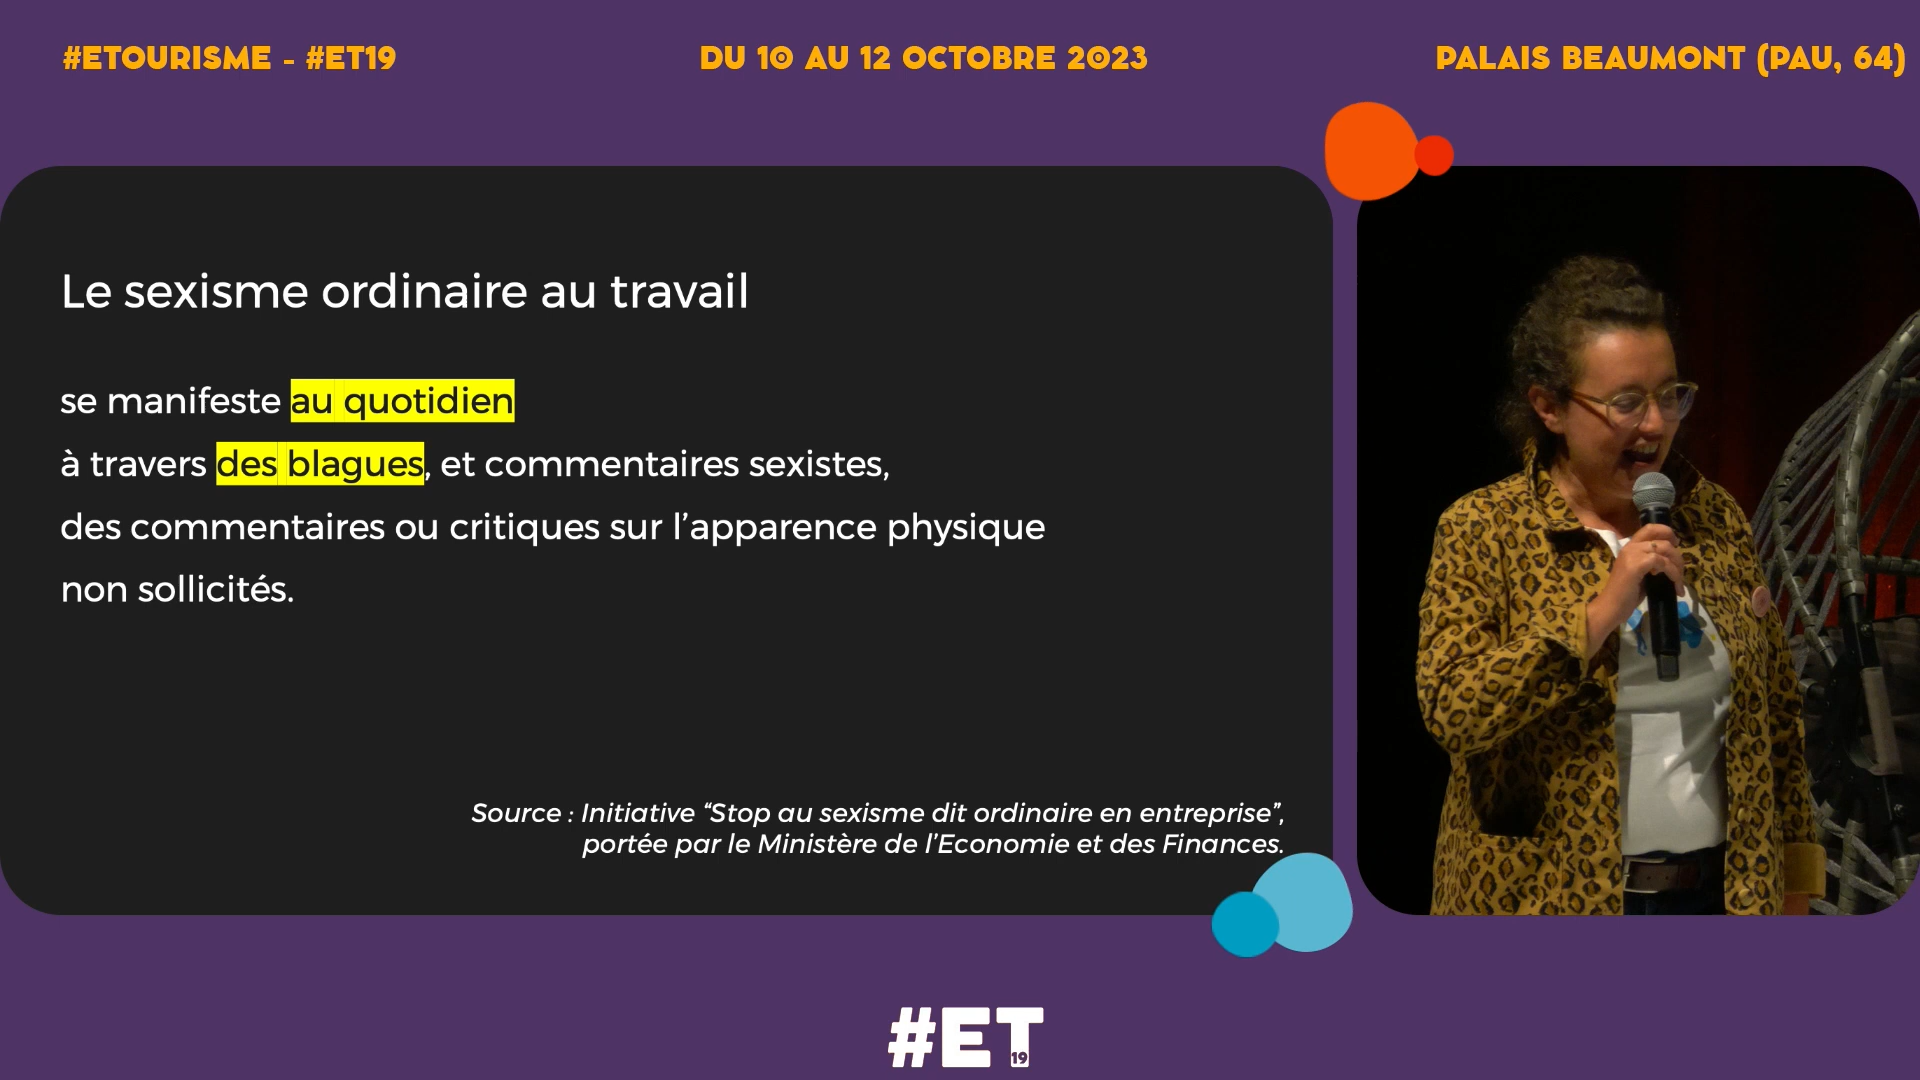 #ETOURISME - #ET19
DU 10 AU 12 OCTOBRE 2023
PALAIS BEAUMONT (PAU, 64)
Le sexisme ordinaire au travail
se manifeste au quotidien
à travers des blagues, et commentaires sexistes,
des commentaires ou critiques sur l’apparence physique
non sollicités.
Source : Initiative “Stop au sexisme dit ordinaire en entreprise”,
portée par le Ministère de l’Economie et des Finances.
#ET
19